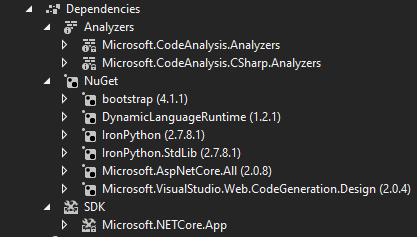 Dependencies
Analyzers
Microsoft.CodeAnalysis.Analyzers
Microsoft.CodeAnalysis.CSharp.Analyzers
NuGet
bootstrap (4.1.1)
DynamicLanguageRuntime (1.2.1)
IronPython (2.7.8.1)
IronPython.StdLib (2.7.8.1)
Microsoft.AspNetCore.All (2.0.8)
Microsoft.VisualStudio.Web.CodeGeneration.Design (2.0.4)
SDK
Microsoft.NETCore.App